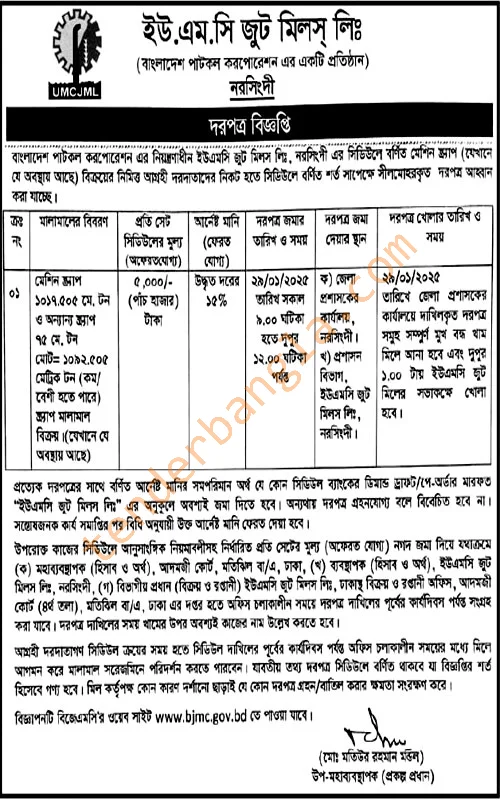 ইউ.এম.সি জুট মিলস্ লিঃ
(বাংলাদেশ পাটকল করপোরেশন এর একটি প্রতিষ্ঠান)
নরসিংদী
UMCJML
দরপত্র বিজ্ঞপ্তি
বাংলাদেশ পাটকল করপোরেশন এর নিয়ন্ত্রণাধীন ইউএমসি জুট মিলস লিঃ, নরসিংদী এর সিডিউলে বর্ণিত মেশিন স্ক্র্যাপ (যেখানে
যে অবস্থায় আছে) বিক্রয়ের নিমিত্ত আগ্রহী দরদাতাদের নিকট হতে সিডিউলে বর্ণিত শর্ত সাপেক্ষে সীলমোহরকৃত দরপত্র আহবান
করা যাচ্ছে।
ক্রঃ
নং
মালামালের বিবরণ
প্রতি সেট
সিডিউলের মূল্য
(অফেরতযোগ্য)
আর্নেষ্ট মানি
(ফেরত
যোগ্য)
দরপত্র জমার
তারিখ ও সময়
দরপত্র জমা
দেয়ার স্থান
দরপত্র খোলার তারিখ ও
সময়
০১
মেশিন স্ক্র্যাপ
১০১৭.৫০৫ মে. টন
ও অন্যান্য স্ক্র্যাপ
৭৫ মে. টন
মোট= ১০৯২.৫০৫
মেট্রিক টন (কম/
বেশী হতে পারে)
স্ক্র্যাপ মালামাল
বিক্রয়।(যেখানে যে
অবস্থায় আছে)
৫,০০০/-
(পাঁচ হাজার)
টাকা
উদ্ধৃত দরের
১৫%
২৯/০১/২০২৫
তারিখ সকাল
৯.০০ ঘটিকা
হতে দুপুর
১২.০০ ঘটিকা
পর্যন্ত
ক) জেলা
প্রশাসকের
কার্যালয়,
নরসিংদী।
খ) প্রশাসন
বিভাগ,
ইউএমসি জুট
মিলস লিঃ,
নরসিংদী।
২৯/০১/২০২৫
তারিখে জেলা প্রশাসকের
কার্যালয়ে দাখিলকৃত দরপত্র
সমুহ সম্পুর্ন মুখ বন্ধ খাম
মিলে আনা হবে এবং দুপুর
১.০০ টায় ইউএমসি জুট
মিলের সভাকক্ষে খোলা
হবে।
প্রত্যেক দরপত্রের সাথে বর্ণিত আর্নেষ্ট মানির সমপরিমান অর্থ যে কোন সিডিউল ব্যাংকের ডিমান্ড ড্রাফট/পে-অর্ডার মারফত
“ইউএমসি জুট মিলস লিঃ” এর অনুকূলে অবশ্যই জমা দিতে হবে। অন্যথায় দরপত্র গ্রহনযোগ্য বলে বিবেচিত হবে না।
সন্তোষজনক কার্য সমাপ্তির পর বিধি অনুযায়ী উক্ত আর্নেষ্ট মানি ফেরত দেয়া হবে।
উপরোক্ত কাজের সিডিউলে আনুসাংঙ্গিক নিয়মাবলীসহ নির্ধারিত প্রতি সেটের মূল্য (অফেরত যোগ্য) নগদ জমা দিয়ে যথাক্রমে
(ক) মহাব্যবস্থাপক (হিসাব ও অর্থ), আদমজী কোর্ট, মতিঝিল বা/এ, ঢাকা, (খ) ব্যবস্থাপক (হিসাব ও অর্থ), ইউএমসি জুট
মিলস লিঃ, নরসিংদী, (গ) বিভাগীয় প্রধান (বিক্রয় ও রপ্তানী) ইউএমসি জুট মিলস লিঃ, ঢাকাস্থ বিক্রয় ও রপ্তানী অফিস, আদমজী
কোর্ট (৪র্থ তলা), মতিঝিল বা/এ, ঢাকা এর দপ্তর হতে অফিস চলাকালীন সময়ে দরপত্র দাখিলের পূর্বের কার্যদিবস পর্যন্ত সংগ্রহ
করা যাবে। দরপত্র দাখিলের সময় খামের উপর অবশ্যই কাজের নাম উল্লেখ করতে হবে।
আগ্রহী দরদাতাগণ সিডিউল ক্রয়ের সময় হতে সিডিউল দাখিলের পূর্বের কার্যদিবস পর্যন্ত অফিস চলাকালীন সময়ের মধ্যে মিলে
আগমন করে মালামাল সরেজমিনে পরিদর্শন করতে পারবেন। যাবতীয় তথ্য দরপত্র সিডিউলে বর্ণিত থাকবে যা বিজ্ঞপ্তির শর্ত
হিসেবে গণ্য হবে। মিল কর্তৃপক্ষ কোন কারণ দর্শানো ছাড়াই যে কোন দরপত্র গ্রহন/বাতিল করার ক্ষমতা সংরক্ষণ করে।
বিজ্ঞাপনটি বিজেএমসি'র ওয়েব সাইট www.bjmc.gov.bd তে পাওয়া যাবে।
(মোঃ মতিউর রহমান মন্ডল)
উপ-মহাব্যবস্থাপক (প্রকল্প প্রধান)
tenderbangla.com